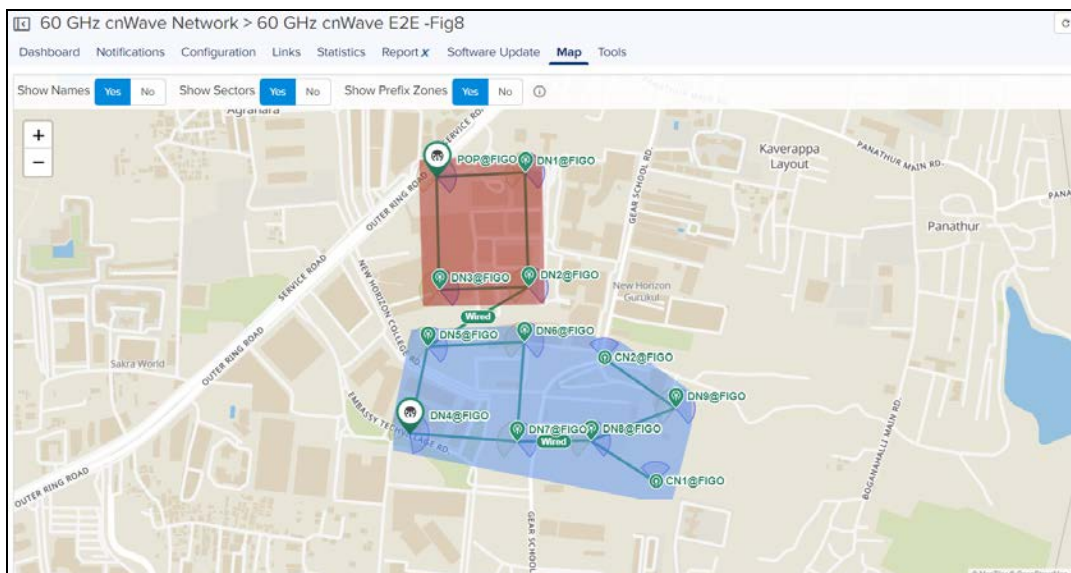 60 GHz cnWave Network > 60 GHz cnWave E2E -Fig8
Dashboard Notifications Configuration Links Statistics Report X Software Update Map Tools
Show Names Yes No Show Sectors Yes No Show Prefix Zones Yes No
Agrahara
+
−
SERVICE ROAD
OUTER RING ROAD
POP@FIGO
DN1@FIGO
GEAR SCHOOL RD.
Kaverappa
Layout
PANATHUR MAIN RD.
Panathur
SERVICE ROAD
NEW HORIZON COLLEGE RD.
DN3@FIGO
DN2@FIGO
New Horizon
Gurukul
Wired
DN5@FIGO
DN6@FIGO
CN2@FIGO
Sakra World
OUTER RING ROAD
EMBASSY TECHVILLAGE RD.
DN4@FIGO
DN9@FIGO
DN7@FIGO
DN8@FIGO
Wired
CN1@FIGO
BOGANAHALLI MAIN RD.
OUTER RING ROAD
GEAR SCHOOL